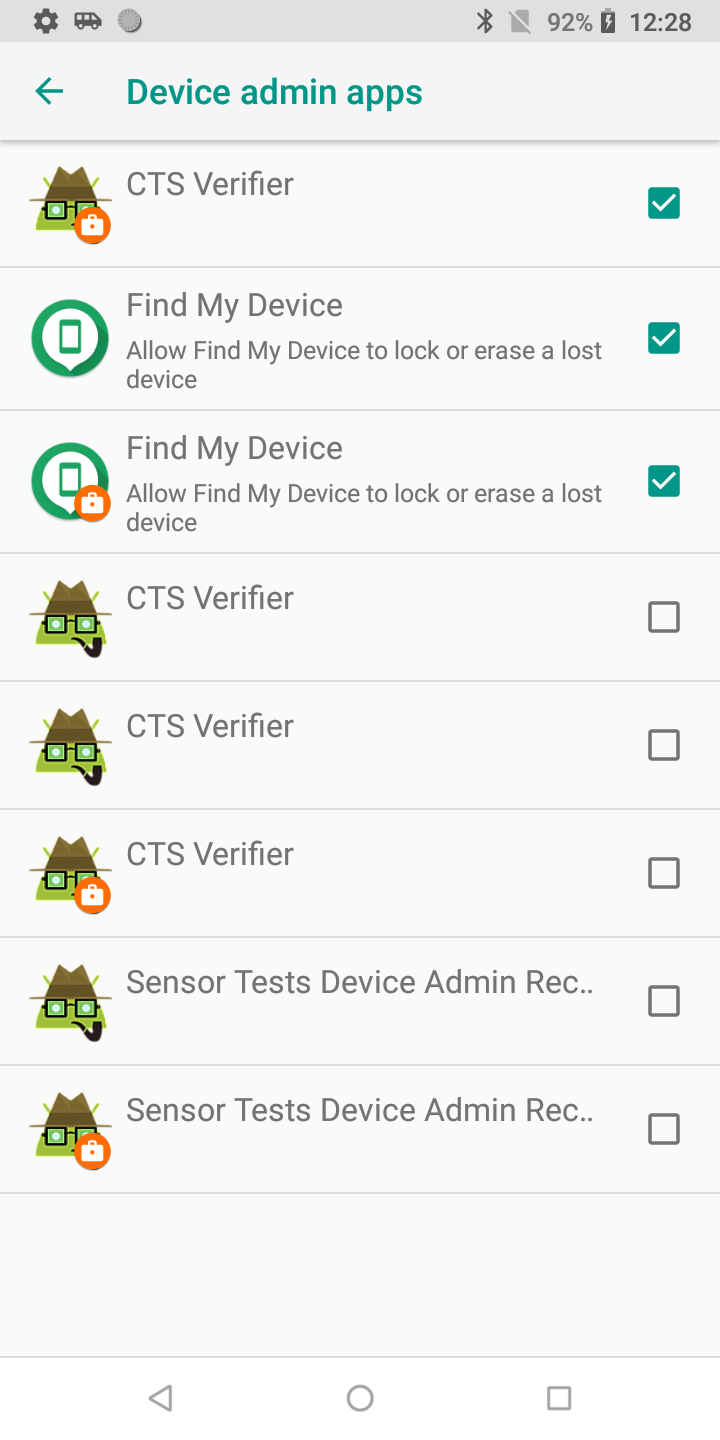 92% 12:28
Device admin apps
CTS Verifier
Find My Device
Allow Find My Device to lock or erase a lost
device
Find My Device
Allow Find My Device to lock or erase a lost
device
CTS Verifier
CTS Verifier
CTS Verifier
Sensor Tests Device Admin Rec..
Sensor Tests Device Admin Rec..